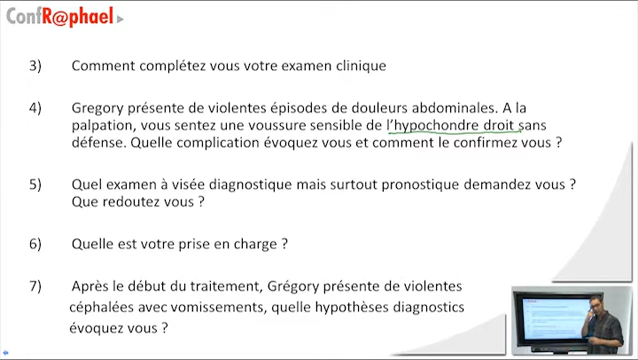 ConfR@phael
3) Comment complétez vous votre examen clinique
4) Gregory présente de violentes épisodes de douleurs abdominales. A la
palpation, vous sentez une voussure sensible de l'hypochondre droit sans
défense. Quelle complication évoquez vous et comment le confirmez vous ?
5) Quel examen à visée diagnostique mais surtout pronostique demandez vous ?
Que redoutez vous ?
6) Quelle est votre prise en charge ?
7) Après le début du traitement, Grégory présente de violentes
céphalées avec vomissements, quelle hypothèses diagnostics
évoquez vous ?